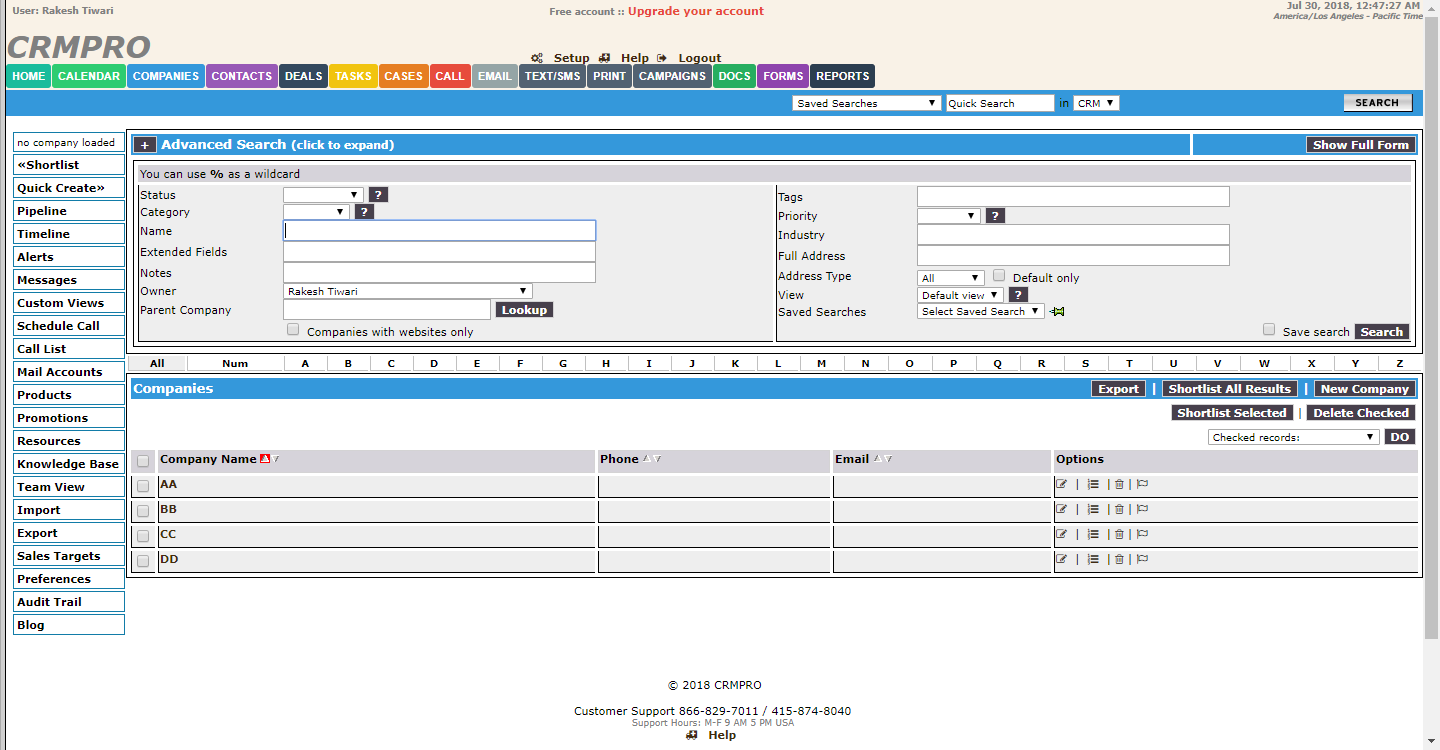 User: Rakesh Tiwari
Free account :: Upgrade your account
Jul 30, 2018, 12:47:27 AM
America/Los Angeles - Pacific Time
CRMPRO
Setup Help Logout
HOME CALENDAR COMPANIES CONTACTS DEALS TASKS CASES CALL EMAIL TEXT/SMS PRINT CAMPAIGNS DOCS FORMS REPORTS
Saved Searches Quick Search in CRM SEARCH
no company loaded
«Shortlist
Quick Create»
Pipeline
Timeline
Alerts
Messages
Custom Views
Schedule Call
Call List
Mail Accounts
Products
Promotions
Resources
Knowledge Base
Team View
Import
Export
Sales Targets
Preferences
Audit Trail
Blog
+ Advanced Search (click to expand) Show Full Form
You can use % as a wildcard
Status ?
Category ?
Name
Extended Fields
Notes
Owner Rakesh Tiwari
Parent Company Lookup
Companies with websites only
Tags
Priority ?
Industry
Full Address
Address Type All Default only
View Default view ?
Saved Searches Select Saved Search
Save search Search
All Num A B C D E F G H I J K L M N O P Q R S T U V W X Y Z
Companies Export | Shortlist All Results | New Company
Shortlist Selected | Delete Checked
Checked records: DO
Company Name Phone Email Options
AA | | |
BB | | |
CC | | |
DD | | |
© 2018 CRMPRO
Customer Support 866-829-7011 / 415-874-8040
Support Hours: M-F 9 AM 5 PM USA
Help